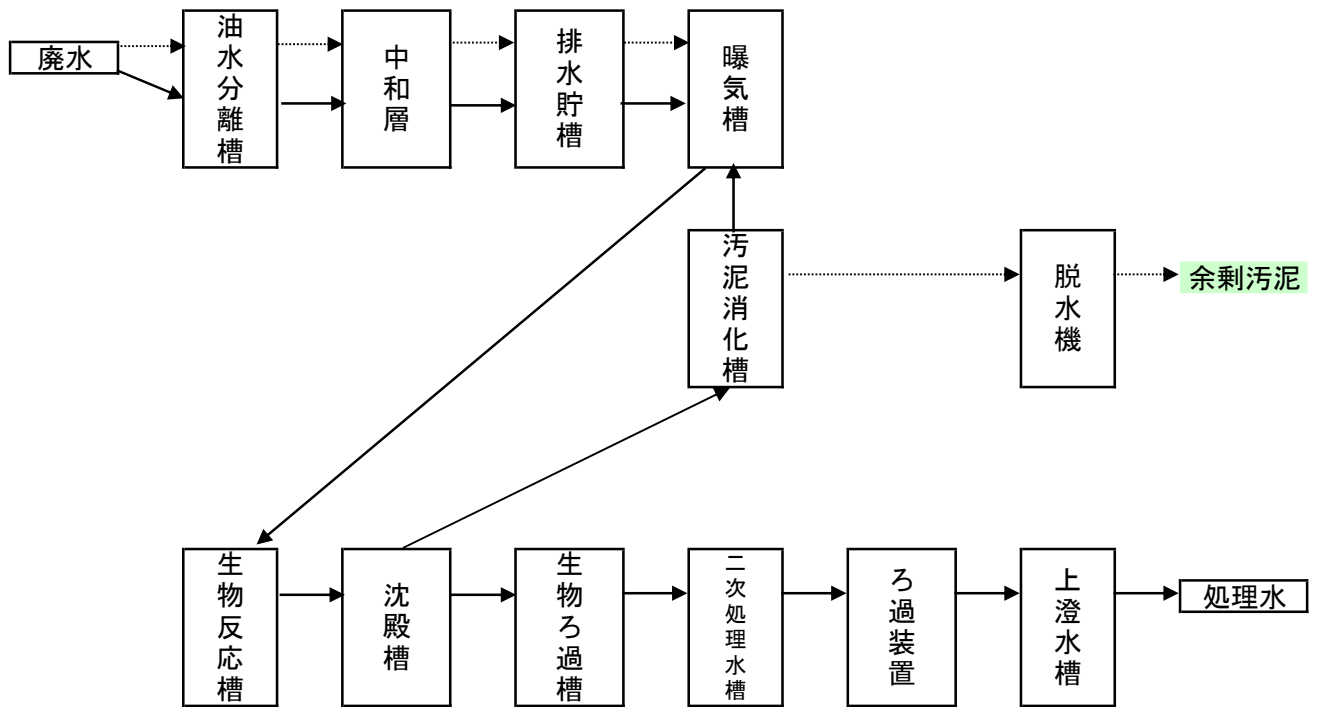 廃水
油水分離槽
中和層
排水貯槽
曝気槽
汚泥消化槽
脱水機
余剰汚泥
生物反応槽
沈殿槽
生物ろ過槽
二次処理水槽
ろ過装置
上澄水槽
処理水